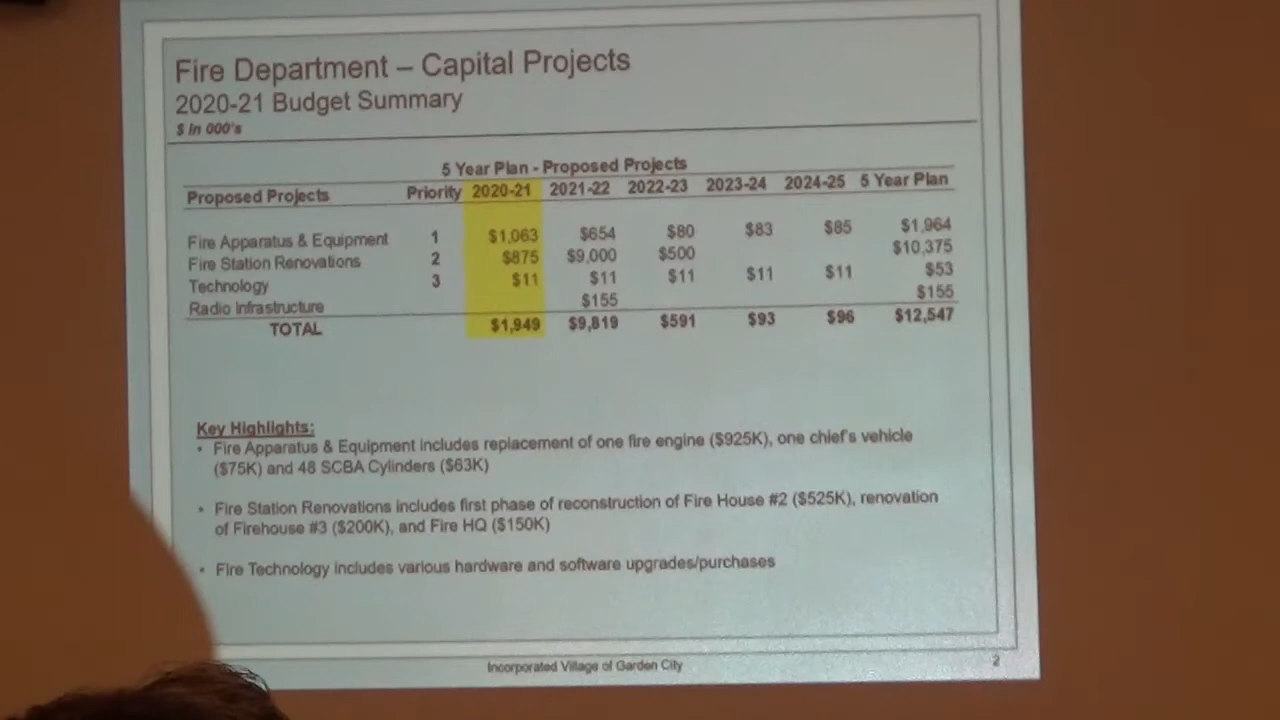 Fire Department – Capital Projects
2020-21 Budget Summary
$ In 000's
5 Year Plan - Proposed Projects
Proposed Projects Priority 2020-21 2021-22 2022-23 2023-24 2024-25 5 Year Plan
Fire Apparatus & Equipment 1 $1,063 $654 $80 $83 $85 $1,964
Fire Station Renovations 2 $875 $9,000 $500 $10,375
Technology 3 $11 $11 $11 $11 $11 $53
Radio Infrastructure $155 $155
TOTAL $1,949 $9,819 $591 $93 $96 $12,547
Key Highlights:
• Fire Apparatus & Equipment includes replacement of one fire engine ($925K), one chief's vehicle
($75K) and 48 SCBA Cylinders ($63K)
• Fire Station Renovations includes first phase of reconstruction of Fire House #2 ($525K), renovation
of Firehouse #3 ($200K), and Fire HQ ($150K)
• Fire Technology includes various hardware and software upgrades/purchases
Incorporated Village of Garden City
2